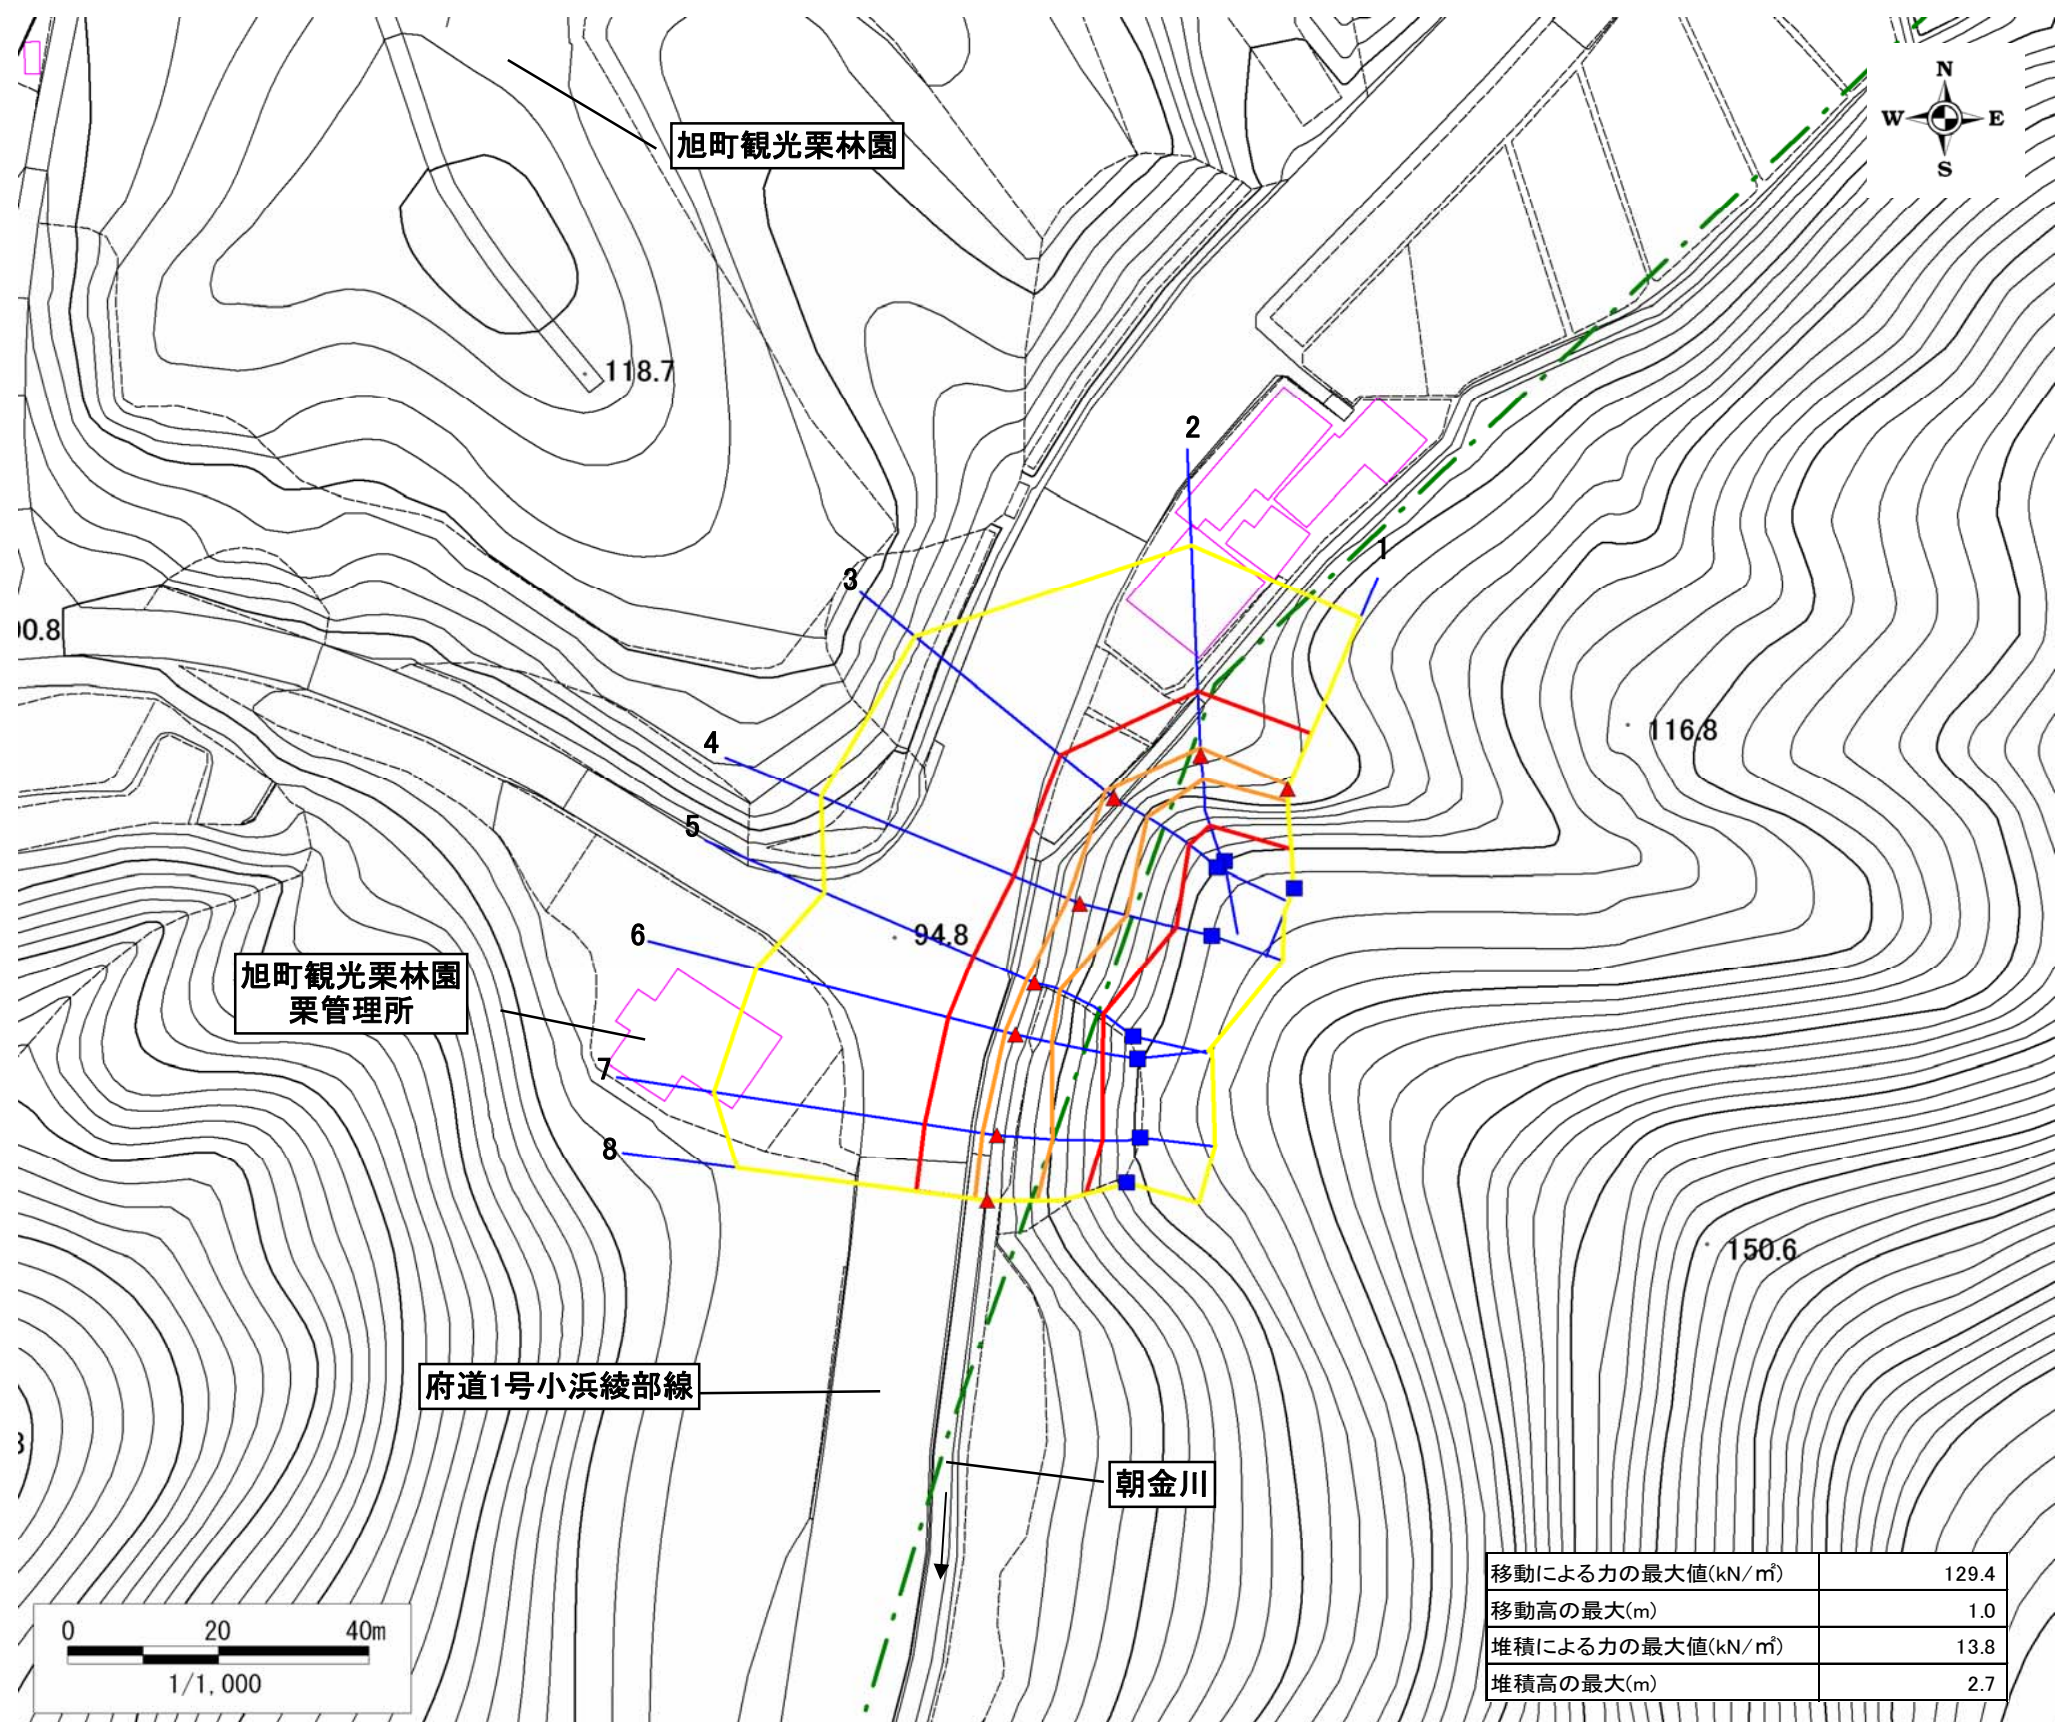 N
W E
S
旭町観光栗林園
118.7
2
1
3
00.8
116.8
4
5
6
94.8
旭町観光栗林園
栗管理所
7
8
150.6
府道1号小浜綾部線
朝金川
移動による力の最大値(kN/㎡) 129.4
移動高の最大(m) 1.0
堆積による力の最大値(kN/㎡) 13.8
堆積高の最大(m) 2.7
0 20 40m
1/1,000